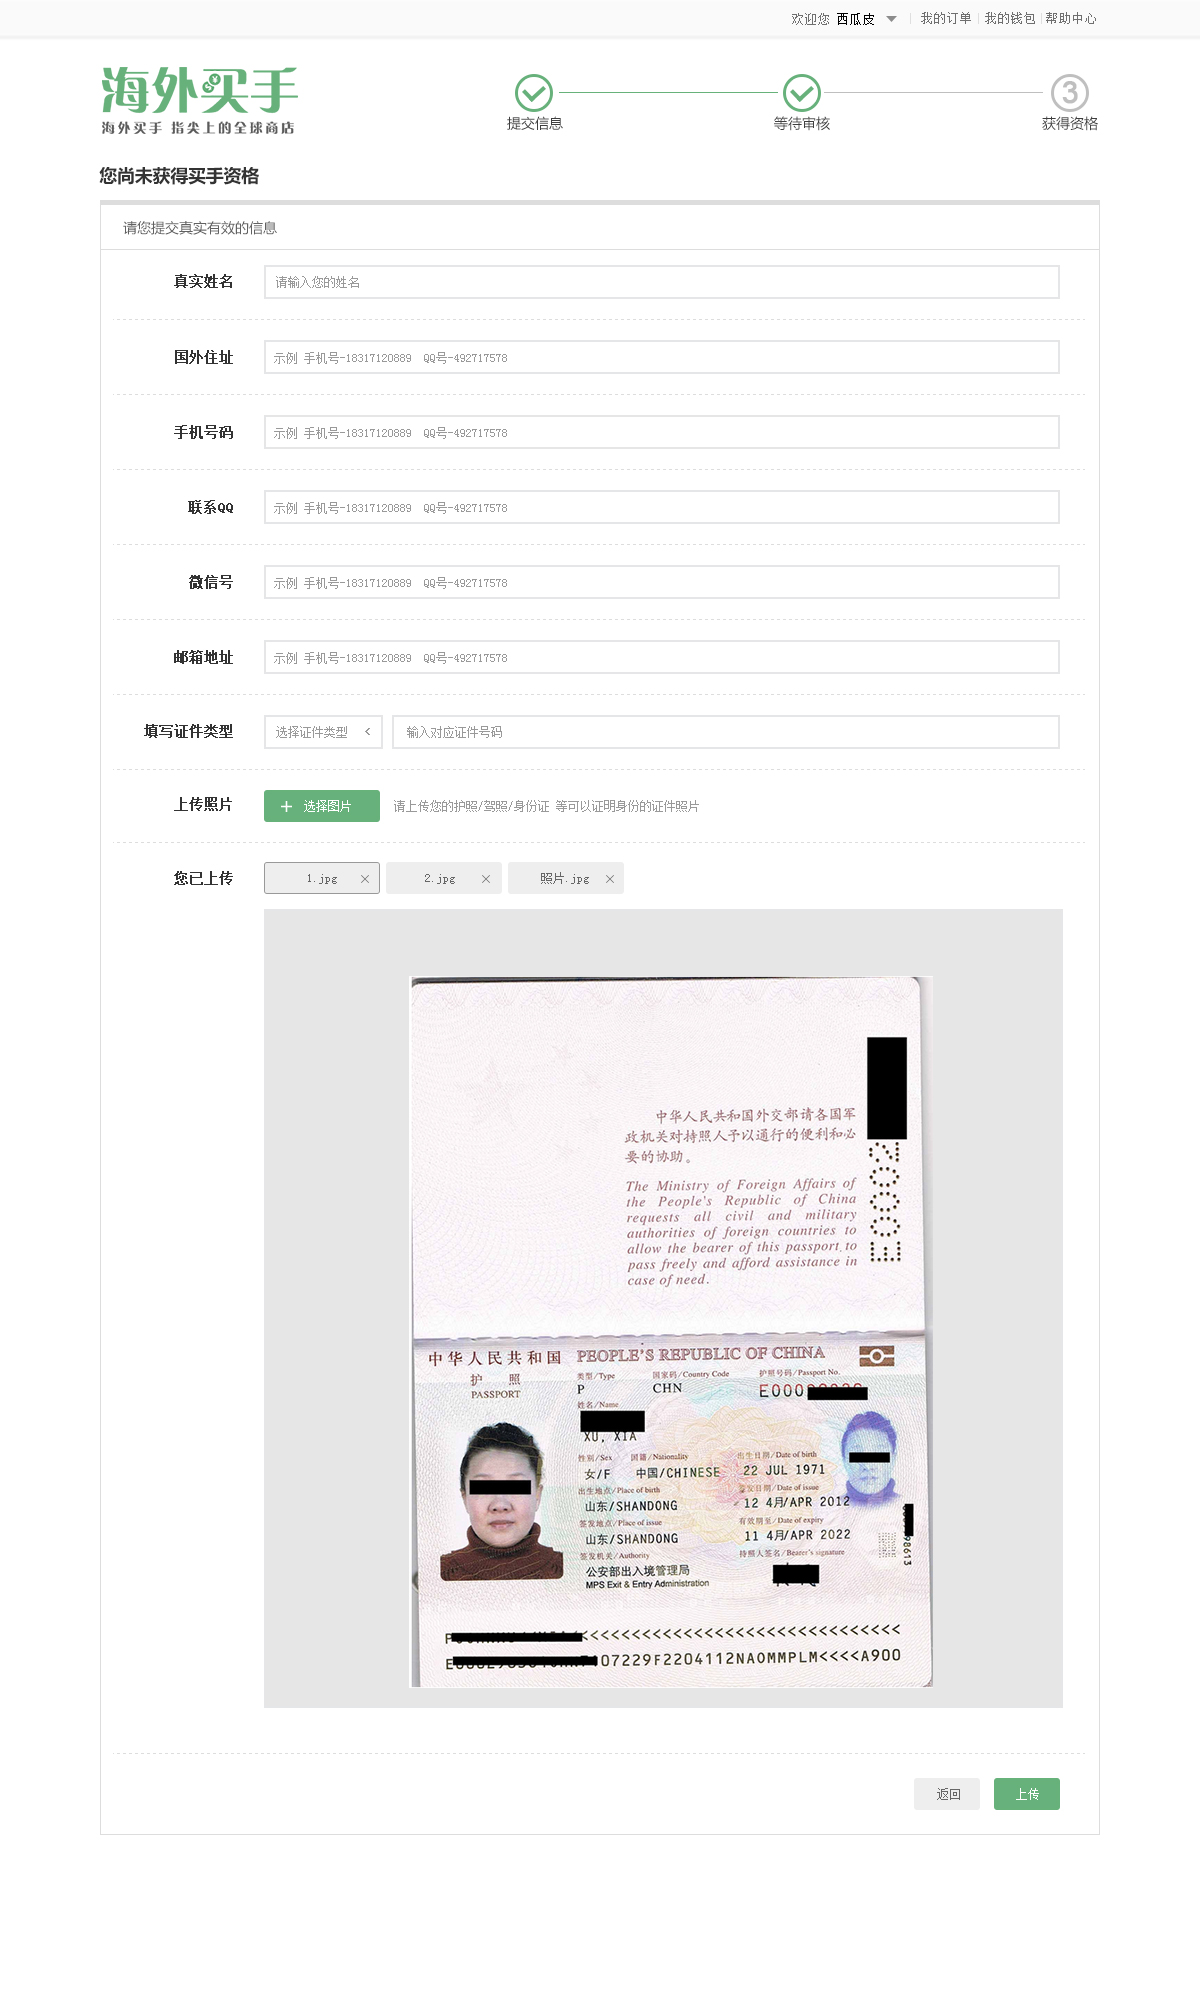 欢迎您 西瓜皮 我的订单 我的钱包 帮助中心
海外买手
海外买手 指尖上的全球商店
3
提交信息 等待审核 获得资格
您尚未获得买手资格
请您提交真实有效的信息
真实姓名 请输入您的姓名
国外住址 示例 手机号-18317120889 QQ号-492717578
手机号码 示例 手机号-18317120889 QQ号-492717578
联系QQ 示例 手机号-18317120889 QQ号-492717578
微信号 示例 手机号-18317120889 QQ号-492717578
邮箱地址 示例 手机号-18317120889 QQ号-492717578
填写证件类型 选择证件类型 < 输入对应证件号码
上传照片 + 选择图片 请上传您的护照/驾照/身份证 等可以证明身份的证件照片
您已上传 1.jpg × 2.jpg × 照片.jpg ×
中华人民共和国外交部请各国军
政机关对持照人予以通行的便利和必
要的协助。
The Ministry of Foreign Affairs of
the People's Republic of China
requests all civil and military
authorities of foreign countries to
allow the bearer of this passport to
pass freely and afford assistance in
case of need.
中华人民共和国 PEOPLE'S REPUBLIC OF CHINA
护 照
PASSPORT
类型/Type 国家码/Country Code 护照号码/Passport No.
P CHN E000
姓名/Name
XU, XIA
性别/Sex 国籍/Nationality 出生日期/Date of birth
女/F 中国/CHINESE 22 JUL 1971
出生地点/Place of birth 签发日期/Date of issue
山东/SHANDONG 12 4月/APR 2012
签发地点/Place of issue 有效期至/Date of expiry
山东/SHANDONG 11 4月/APR 2022
签发机关/Authority 持照人签名/Bearer's signature
公安部出入境管理局
MPS Exit & Entry Administration
98613
<<<<<<<<<<<<<<<<<<<<<<<<<<<<<<
07229F2204112NAOMMPLM<<<<A900
返回 上传